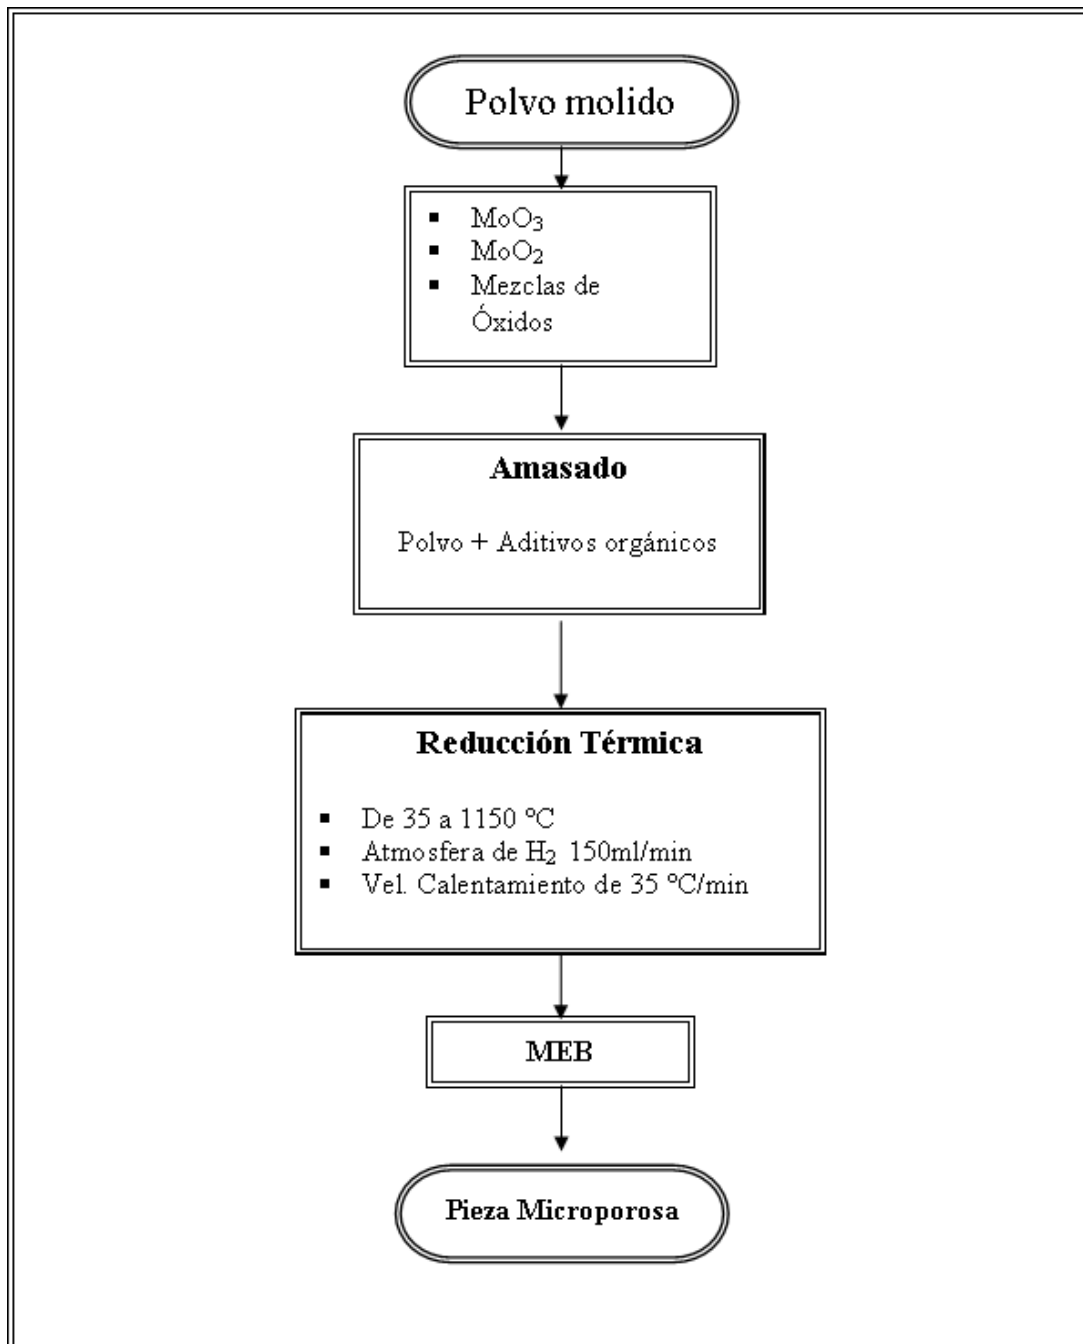 Polvo molido
▪ MoO₃
▪ MoO₂
▪ Mezclas de
Óxidos
Amasado
Polvo + Aditivos orgánicos
Reducción Térmica
▪ De 35 a 1150 ºC
▪ Atmosfera de H₂ 150ml/min
▪ Vel. Calentamiento de 35 ºC/min
MEB
Pieza Microporosa